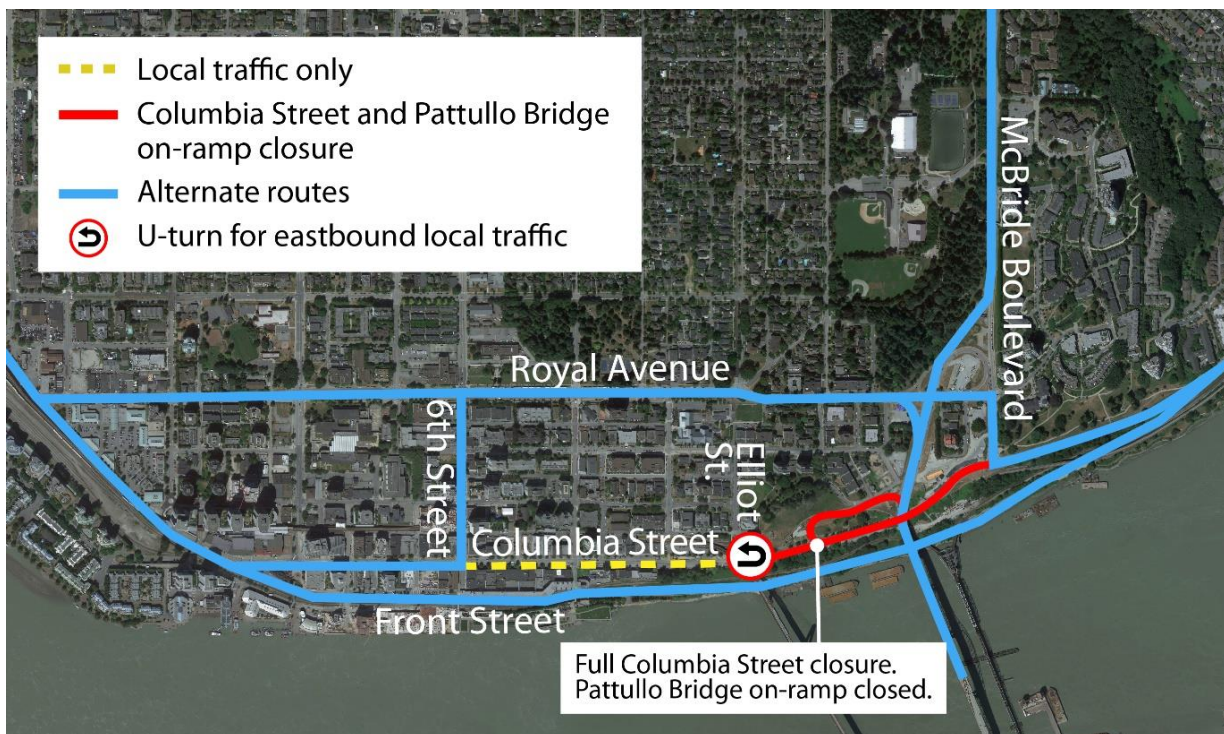 Local traffic only
Columbia Street and Pattullo Bridge
on-ramp closure
Alternate routes
U-turn for eastbound local traffic
McBride Boulevard
Royal Avenue
6th Street
Elliot
St.
Columbia Street
Front Street
Full Columbia Street closure.
Pattullo Bridge on-ramp closed.